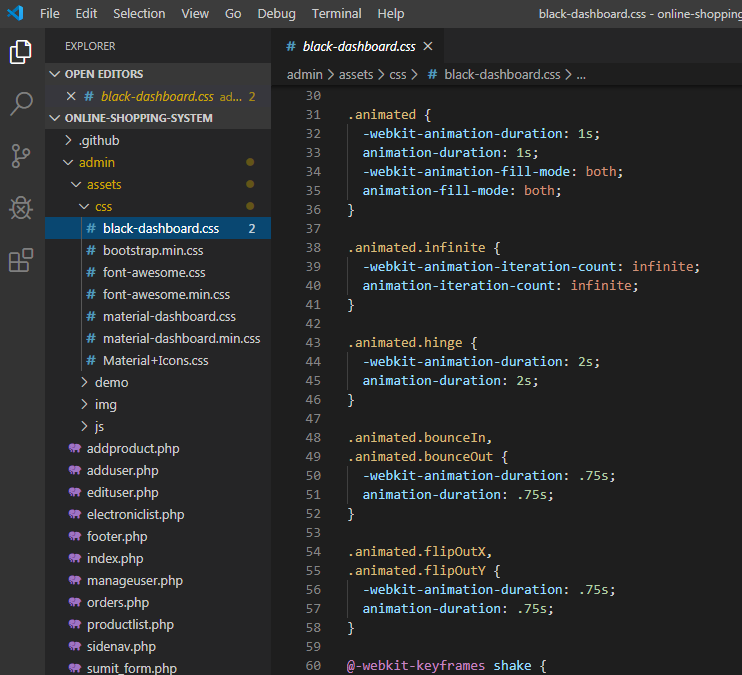 File Edit Selection View Go Debug Terminal Help black-dashboard.css - online-shopping
EXPLORER
OPEN EDITORS
# black-dashboard.css ad... 2
ONLINE-SHOPPING-SYSTEM
.github
admin
assets
css
# black-dashboard.css 2
# bootstrap.min.css
# font-awesome.css
# font-awesome.min.css
# material-dashboard.css
# material-dashboard.min.css
# Material+Icons.css
demo
img
js
addproduct.php
adduser.php
edituser.php
electroniclist.php
footer.php
index.php
manageuser.php
orders.php
productlist.php
sidenav.php
sumit_form.php
# black-dashboard.css
admin > assets > css > # black-dashboard.css > ...
30
31 .animated {
32 -webkit-animation-duration: 1s;
33 animation-duration: 1s;
34 -webkit-animation-fill-mode: both;
35 animation-fill-mode: both;
36 }
37
38 .animated.infinite {
39 -webkit-animation-iteration-count: infinite;
40 animation-iteration-count: infinite;
41 }
42
43 .animated.hinge {
44 -webkit-animation-duration: 2s;
45 animation-duration: 2s;
46 }
47
48 .animated.bounceIn,
49 .animated.bounceOut {
50 -webkit-animation-duration: .75s;
51 animation-duration: .75s;
52 }
53
54 .animated.flipOutX,
55 .animated.flipOutY {
56 -webkit-animation-duration: .75s;
57 animation-duration: .75s;
58 }
59
60 @-webkit-keyframes shake {